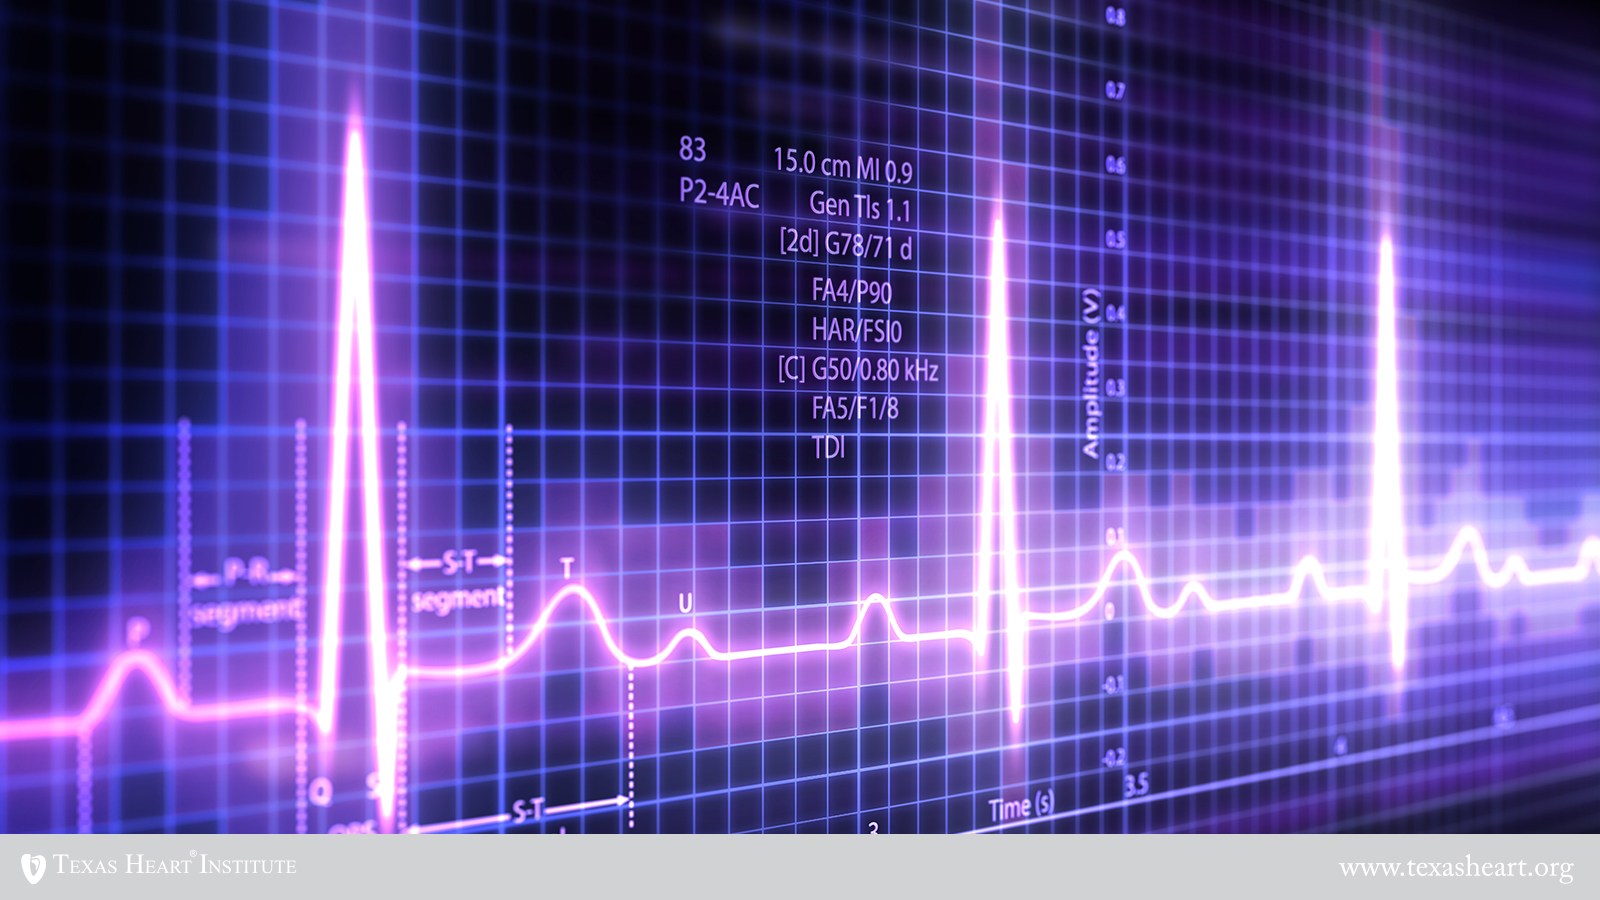 83
P2-4AC
15.0 cm MI 0.9
Gen Tls 1.1
[2d] G78/71 d
FA4/P90
HAR/FSI0
[C] G50/0.80 kHz
FA5/F1/8
TDI
0.8
0.7
0.6
0.5
0.4
0.3
0.2
0.1
0
-0.1
-0.2
Amplitude (V)
P
P-R
segment
S-T
segment
T
U
Q
S
S-T
3
Time (s)
3.5
4
TEXAS HEART® INSTITUTE
www.texasheart.org